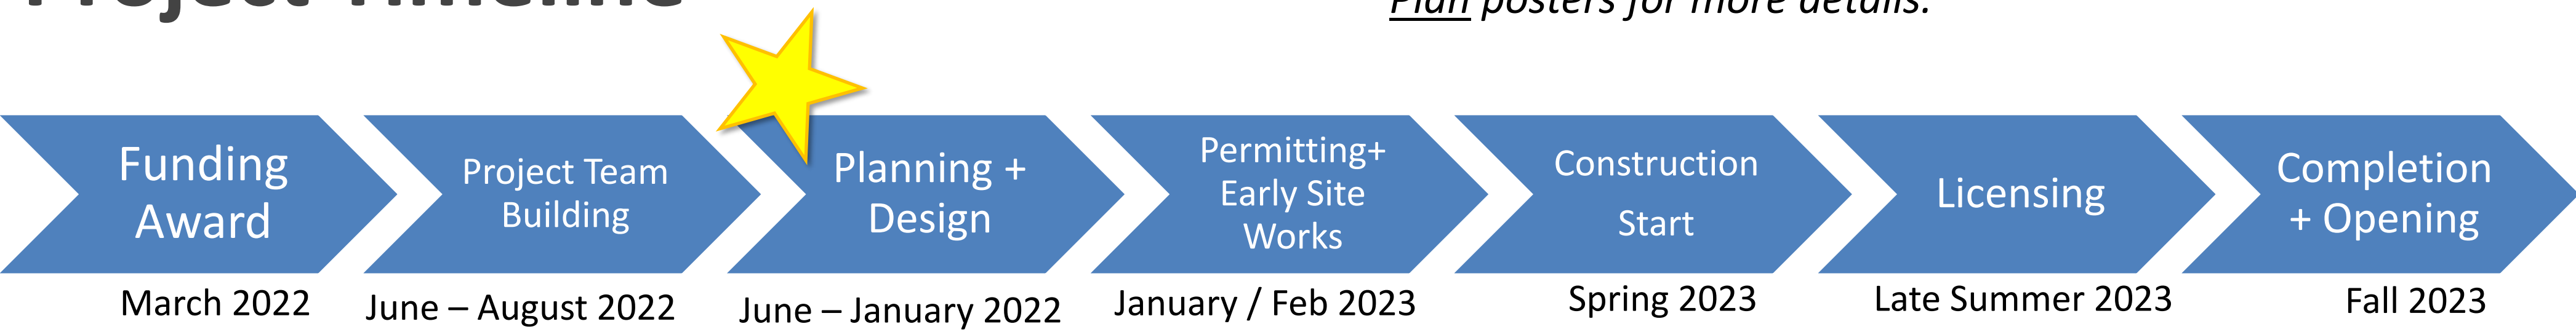 Project Timeline
Plan posters for more details.
Funding
Award
Project Team
Building
Planning +
Design
Permitting+
Early Site
Works
Construction
Start
Licensing
Completion
+ Opening
March 2022
June – August 2022
June – January 2022
January / Feb 2023
Spring 2023
Late Summer 2023
Fall 2023